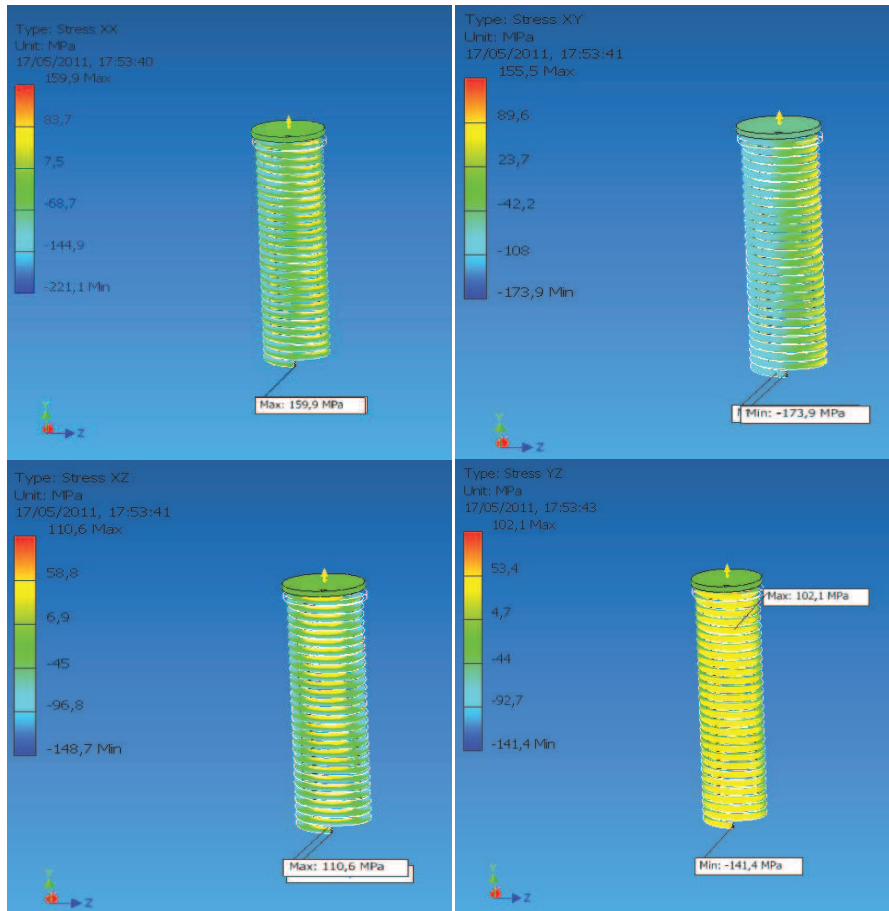 Type: Stress XX
Unit: MPa
17/05/2011, 17:53:40
159,9 Max
83,7
7,5
-68,7
-144,9
-221,1 Min
Max: 159,9 MPa
Y
Z
Type: Stress XY
Unit: MPa
17/05/2011, 17:53:41
155,5 Max
89,6
23,7
-42,2
-108
-173,9 Min
Min: -173,9 MPa
Y
Z
Type: Stress XZ
Unit: MPa
17/05/2011, 17:53:41
110,6 Max
58,8
6,9
-45
-96,8
-148,7 Min
Max: 110,6 MPa
Y
Z
Type: Stress YZ
Unit: MPa
17/05/2011, 17:53:43
102,1 Max
53,4
4,7
-44
-92,7
-141,4 Min
Max: 102,1 MPa
Min: -141,4 MPa
Y
Z